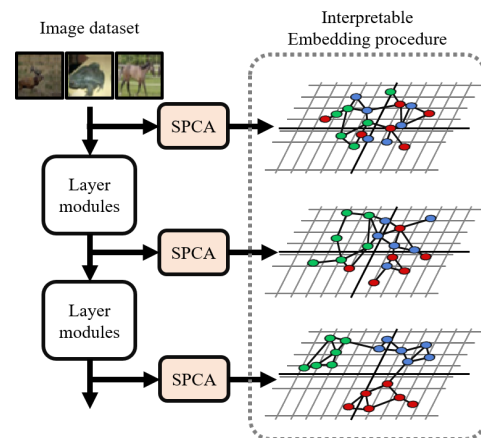 Image dataset
Interpretable
Embedding procedure
SPCA
Layer
modules
SPCA
Layer
modules
SPCA